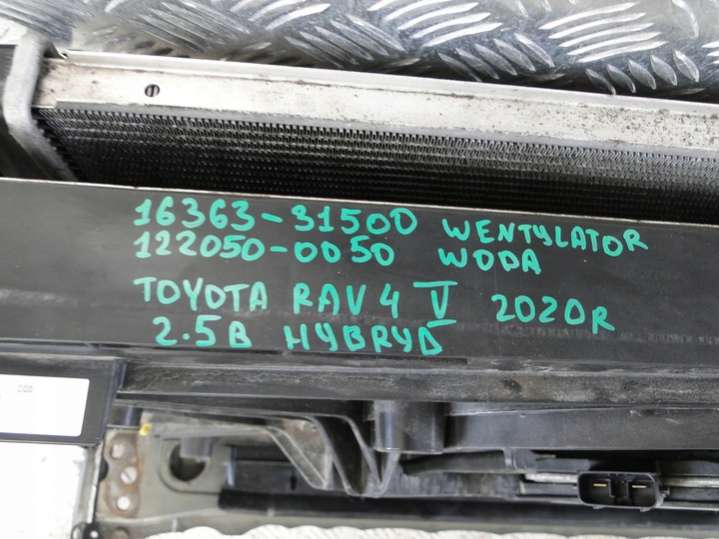 16363-31500 WENTYLATOR
122050-0050 WODA
TOYOTA RAV4 V 2020R
2.5B HYBRYD